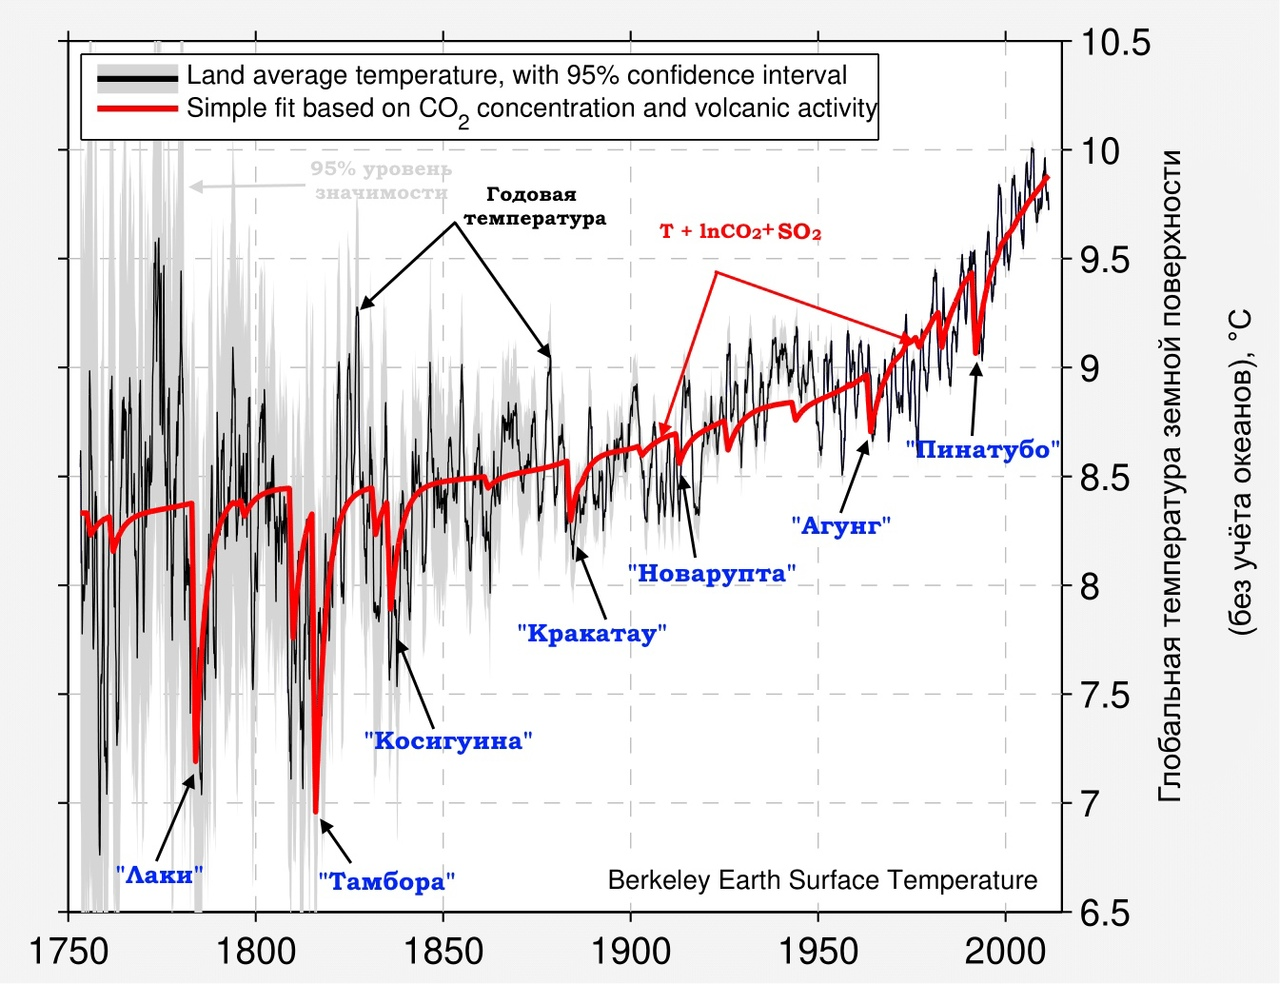 Land average temperature, with 95% confidence interval
Simple fit based on CO2 concentration and volcanic activity
95% уровень
значимости
Годовая
температура
T + lnCO2+SO2
"Пинатубо"
"Агунг"
"Новарупта"
"Кракатау"
"Косигуина"
"Лаки"
"Тамбора"
Berkeley Earth Surface Temperature
10.5
10
9.5
9
8.5
8
7.5
7
6.5
1750 1800 1850 1900 1950 2000
Глобальная температура земной поверхности
(без учёта океанов), °C